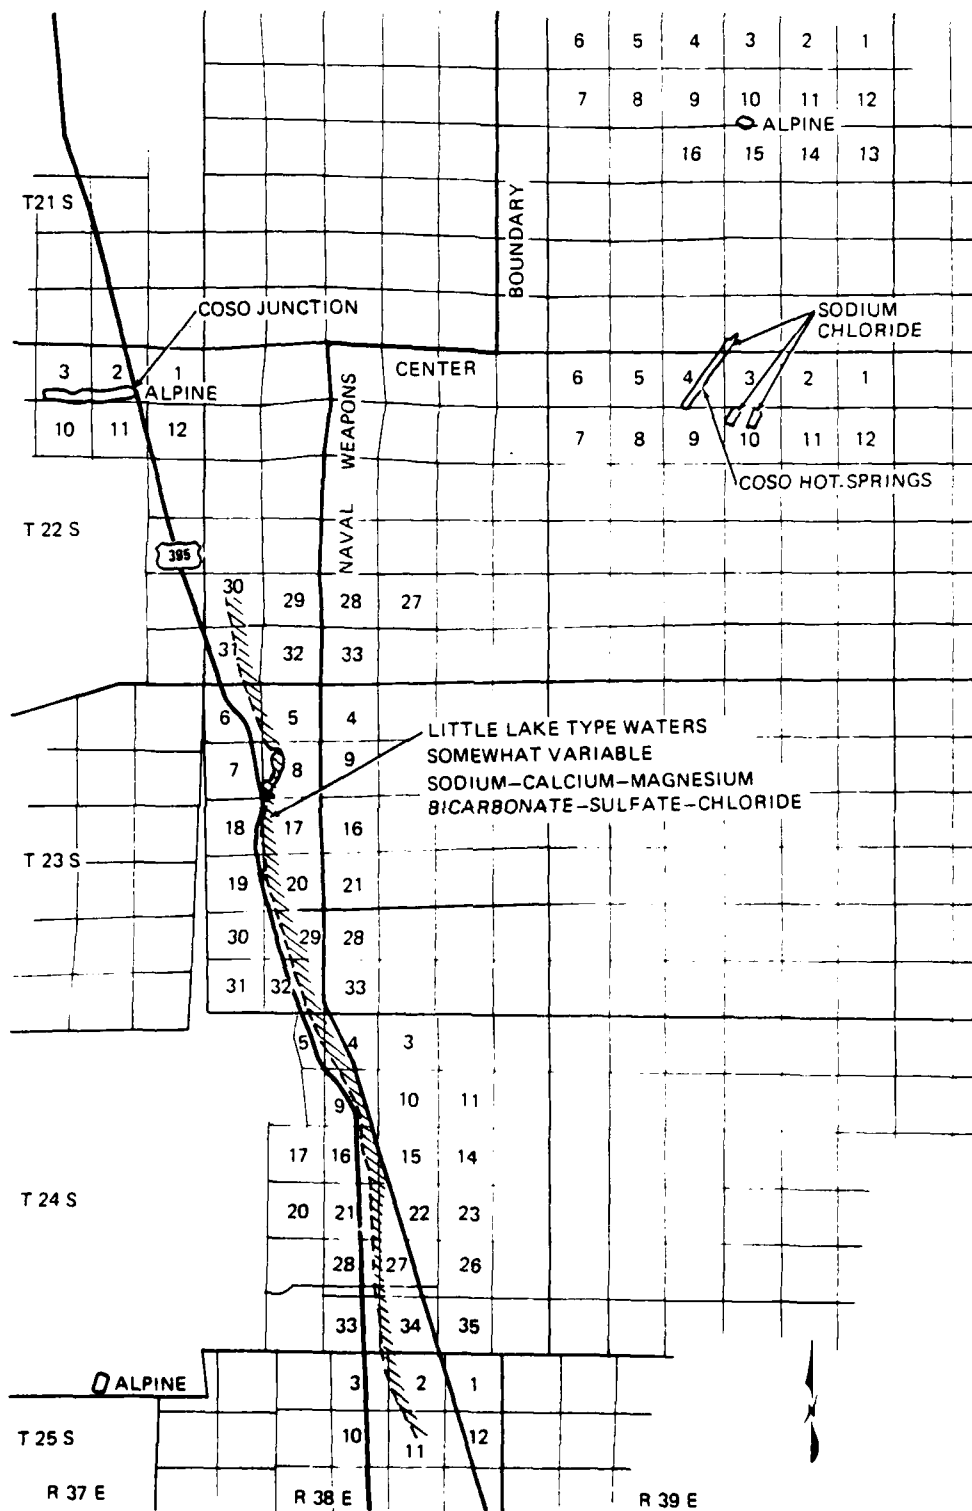 6 5 4 3 2 1
7 8 9 10 11 12
ALPINE
16 15 14 13
T21 S
BOUNDARY
COSO JUNCTION
SODIUM
CHLORIDE
CENTER
3 2 1
ALPINE
6 5 4 3 2 1
10 11 12
7 8 9 10 11 12
NAVAL WEAPONS
COSO HOT SPRINGS
T 22 S
395
30 29 28 27
31 32 33
6 5 4
LITTLE LAKE TYPE WATERS
7 8 9
SOMEWHAT VARIABLE
SODIUM-CALCIUM-MAGNESIUM
BICARBONATE-SULFATE-CHLORIDE
18 17 16
T 23 S
19 20 21
30 29 28
31 32 33
5 4 3
9 10 11
17 16 15 14
T 24 S
20 21 22 23
28 27 26
33 34 35
ALPINE
3 2 1
T 25 S
10 11 12
R 37 E
R 38 E
R 39 E